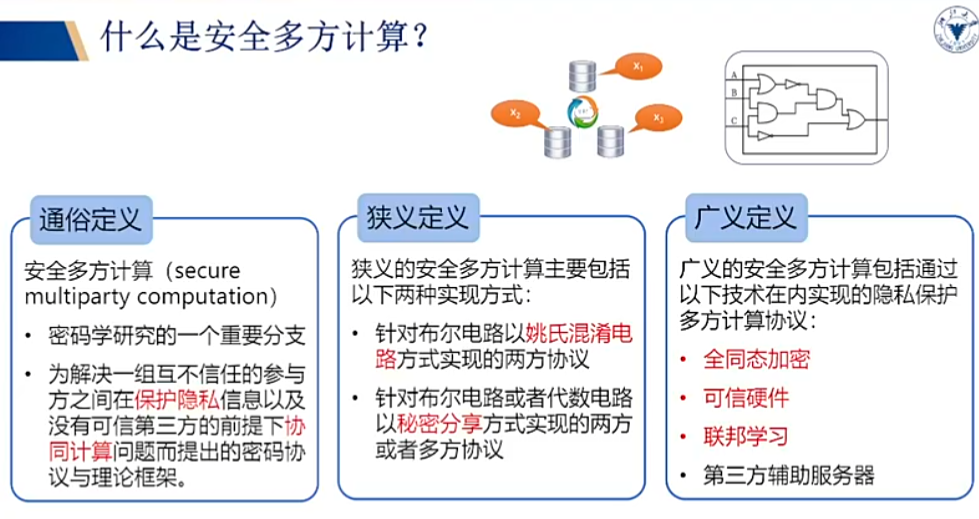 什么是安全多方计算？
X1
X2
X3
A
B
C
通俗定义
安全多方计算（secure
multiparty computation）
• 密码学研究的一个重要分支
• 为解决一组互不信任的参与
方之间在保护隐私信息以及
没有可信第三方的前提下协
同计算问题而提出的密码协
议与理论框架。
狭义定义
狭义的安全多方计算主要包括
以下两种实现方式：
• 针对布尔电路以姚氏混淆电
路方式实现的两方协议
• 针对布尔电路或者代数电路
以秘密分享方式实现的两方
或者多方协议
广义定义
广义的安全多方计算包括通过
以下技术在内实现的隐私保护
多方计算协议：
• 全同态加密
• 可信硬件
• 联邦学习
• 第三方辅助服务器